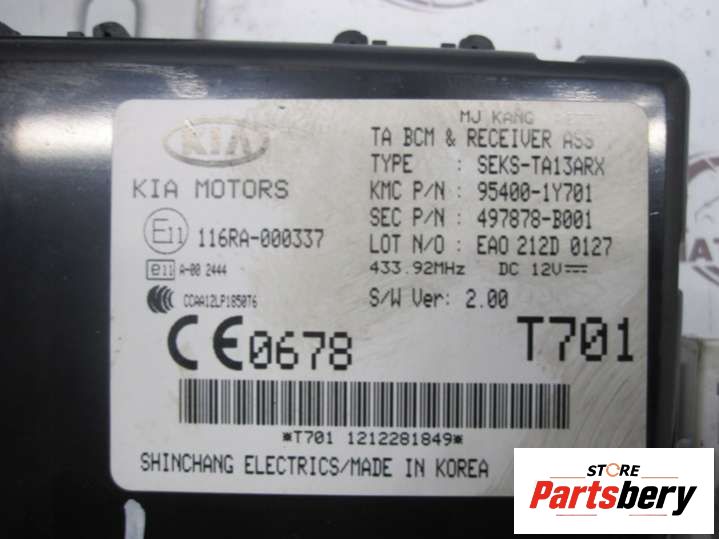 MJ KANG
KIA
TA BCM & RECEIVER ASS
TYPE : SEKS-TA13ARX
KIA MOTORS
KMC P/N : 95400-1Y701
SEC P/N : 497878-B001
E11 116RA-000337
LOT N/O : EAO 212D 0127
e11 A-00 2444
433.92MHz DC 12V
CCAA12LP1850T6
S/W Ver: 2.00
CE0678
T701
*T701 1212281849*
SHINCHANG ELECTRICS/MADE IN KOREA
STORE
Partsbery